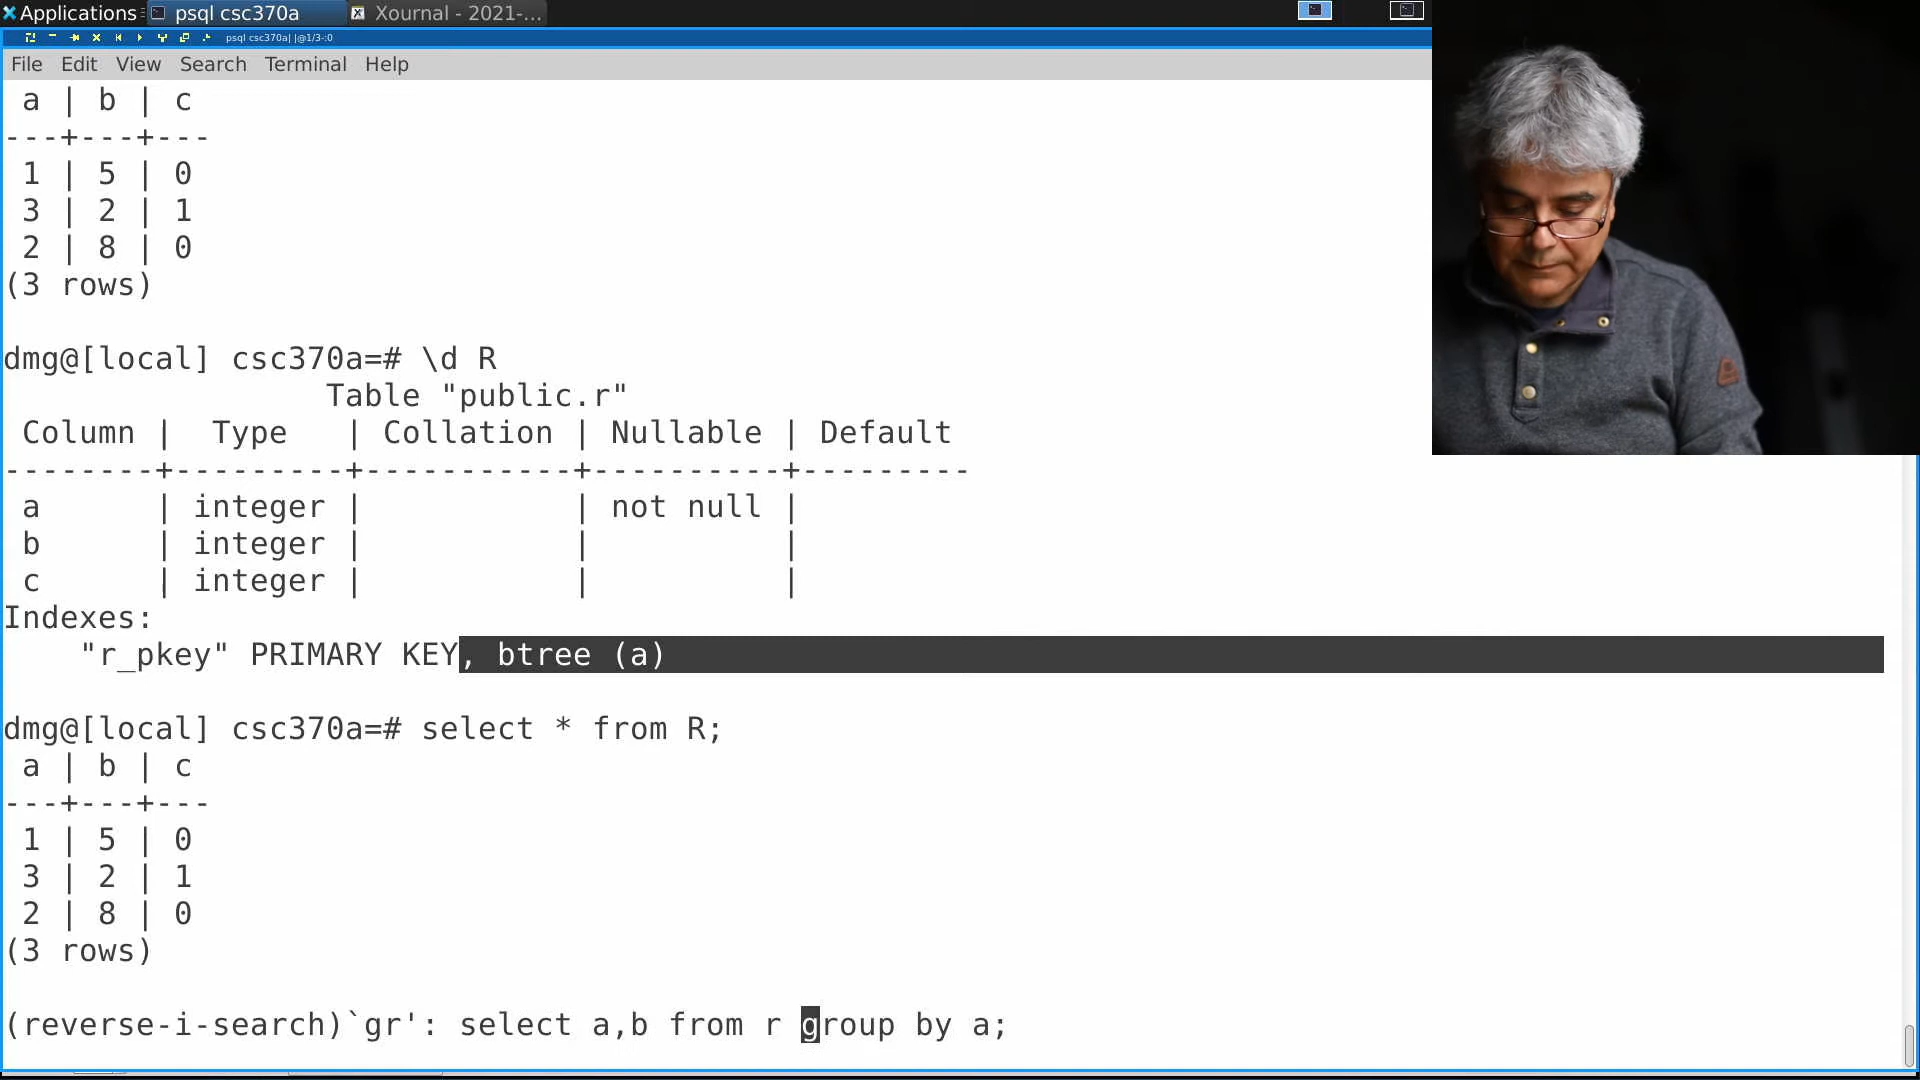 Applications psql csc370a Xournal - 2021-...
psql csc370a| |@1/3-:0
File Edit View Search Terminal Help
a | b | c
---+---+---
1 | 5 | 0
3 | 2 | 1
2 | 8 | 0
(3 rows)
dmg@[local] csc370a=# \d R
Table "public.r"
Column | Type | Collation | Nullable | Default
--------+---------+-----------+----------+---------
a | integer | | not null |
b | integer | | |
c | integer | | |
Indexes:
"r_pkey" PRIMARY KEY, btree (a)
dmg@[local] csc370a=# select * from R;
a | b | c
---+---+---
1 | 5 | 0
3 | 2 | 1
2 | 8 | 0
(3 rows)
(reverse-i-search)`gr': select a,b from r group by a;